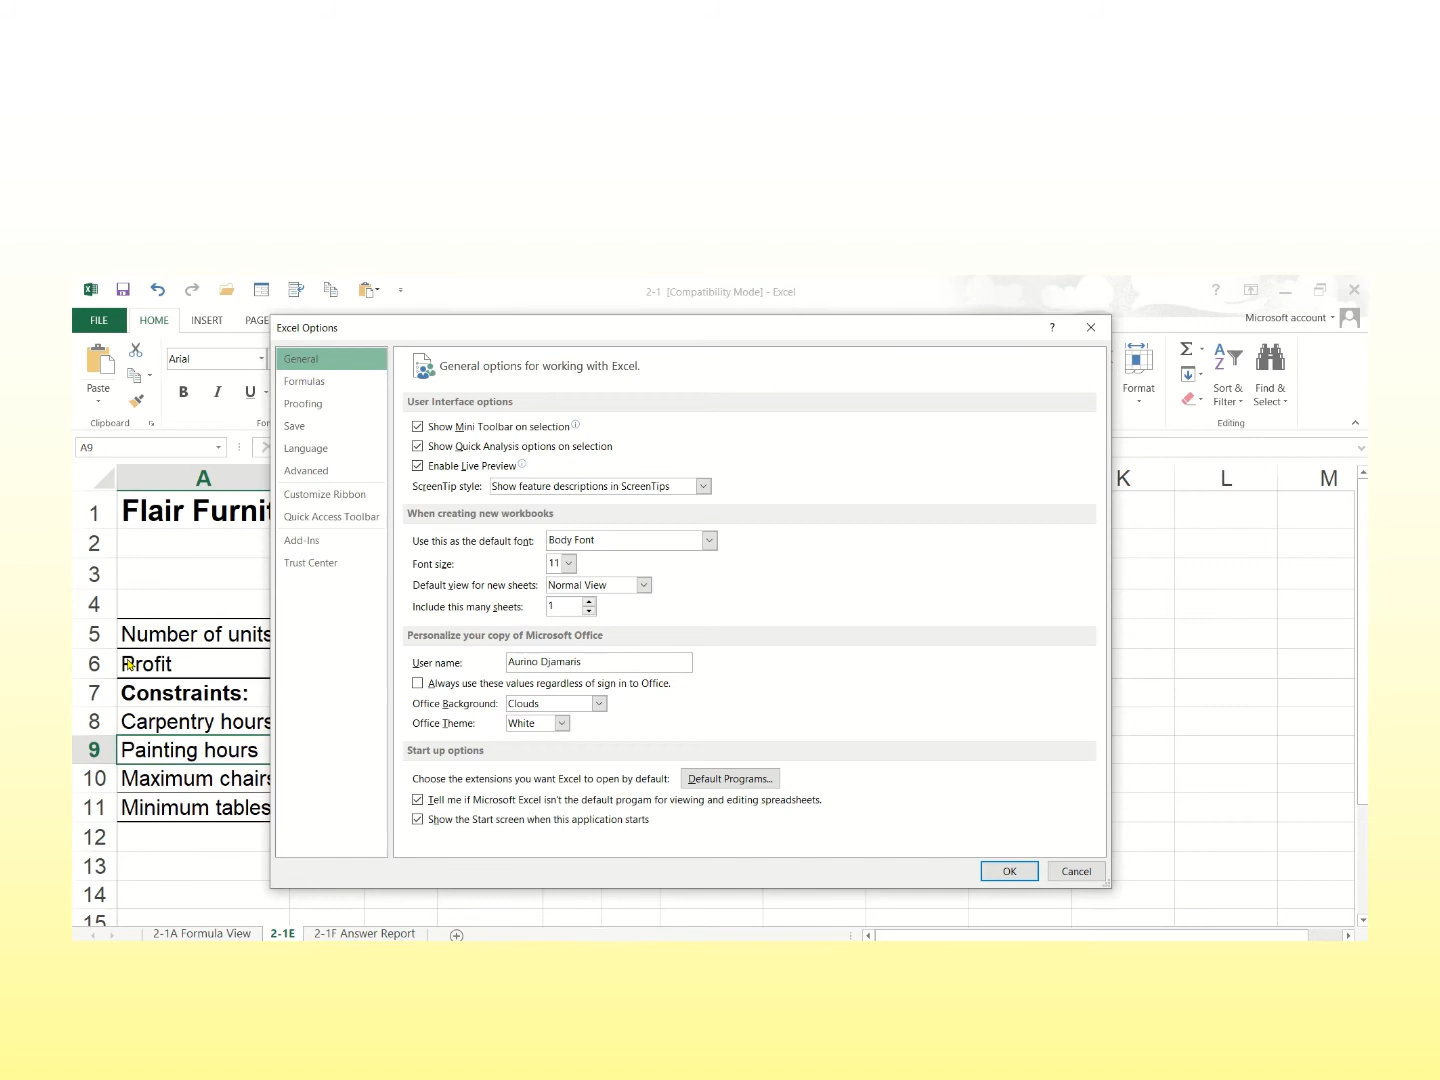 2-1 [Compatibility Mode] - Excel
?
FILE
HOME
INSERT
PAGE
Microsoft account
Paste
Clipboard
Arial
B I U
Format
Σ
A
Z
Sort &
Filter
Find &
Select
Editing
A9
A
K
L
M
1 Flair Furnit
2
3
4
5 Number of units
6 Profit
7 Constraints:
8 Carpentry hours
9 Painting hours
10 Maximum chairs
11 Minimum tables
12
13
14
15
Excel Options
?
General
Formulas
Proofing
Save
Language
Advanced
Customize Ribbon
Quick Access Toolbar
Add-Ins
Trust Center
General options for working with Excel.
User Interface options
Show Mini Toolbar on selection
Show Quick Analysis options on selection
Enable Live Preview
ScreenTip style: Show feature descriptions in ScreenTips
When creating new workbooks
Use this as the default font: Body Font
Font size: 11
Default view for new sheets: Normal View
Include this many sheets: 1
Personalize your copy of Microsoft Office
User name: Aurino Djamaris
Always use these values regardless of sign in to Office.
Office Background: Clouds
Office Theme: White
Start up options
Choose the extensions you want Excel to open by default: Default Programs...
Tell me if Microsoft Excel isn't the default progam for viewing and editing spreadsheets.
Show the Start screen when this application starts
OK
Cancel
2-1A Formula View
2-1E
2-1F Answer Report